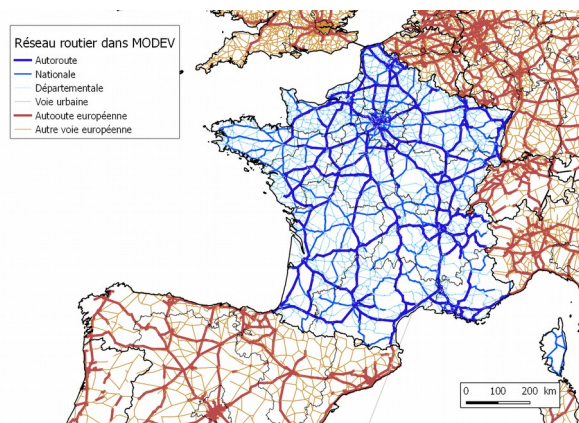 Réseau routier dans MODEV
Autoroute
Nationale
Départementale
Voie urbaine
Autooute européenne
Autre voie européenne
0 100 200 km